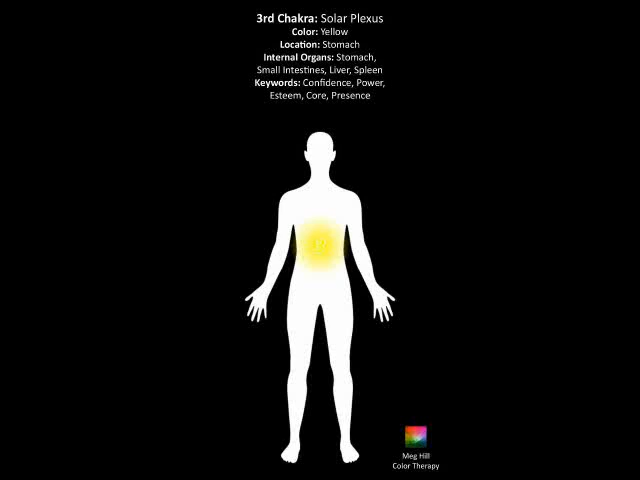 3rd Chakra: Solar Plexus
Color: Yellow
Location: Stomach
Internal Organs: Stomach,
Small Intestines, Liver, Spleen
Keywords: Confidence, Power,
Esteem, Core, Presence
Meg Hill
Color Therapy